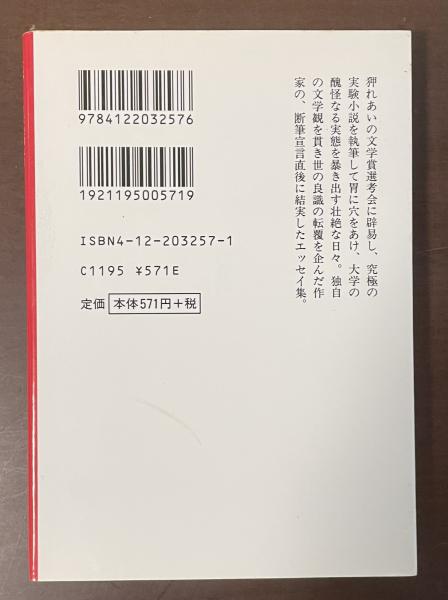 9784122032576
1921195005719
ISBN4-12-203257-1
C1195 ¥571E
定価 本体571円+税
狎れあいの文学賞選考会に辟易し、究極の
実験小説を執筆して胃に穴をあけ、大学の
醜怪なる実態を暴き出す壮絶な日々。独自
の文学観を貫き世の良識の転覆を企んだ作
家の、断筆宣言直後に結実したエッセイ集。